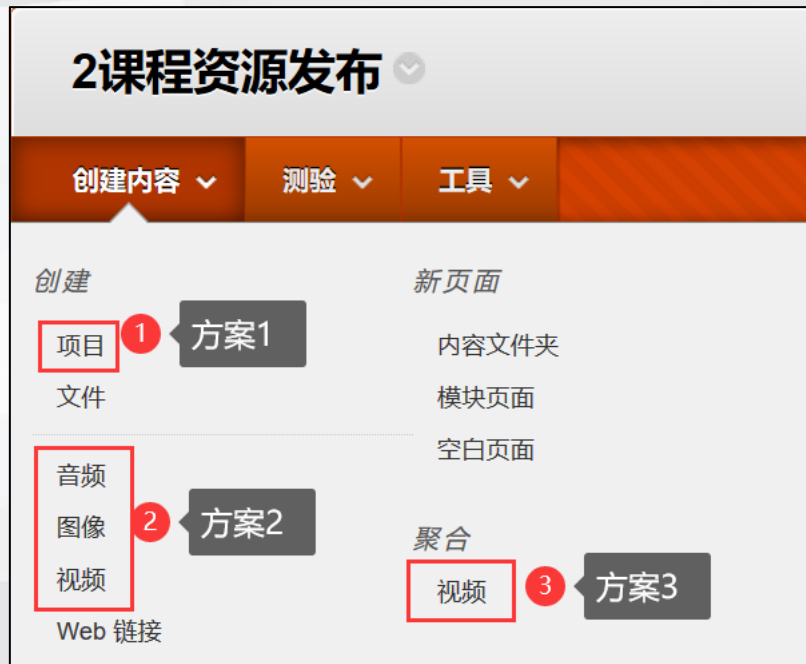 2课程资源发布
创建内容 测验 工具
创建 新页面
项目 1 方案1 内容文件夹
文件 模块页面
空白页面
音频
图像 2 方案2
聚合
视频 视频 3 方案3
Web 链接